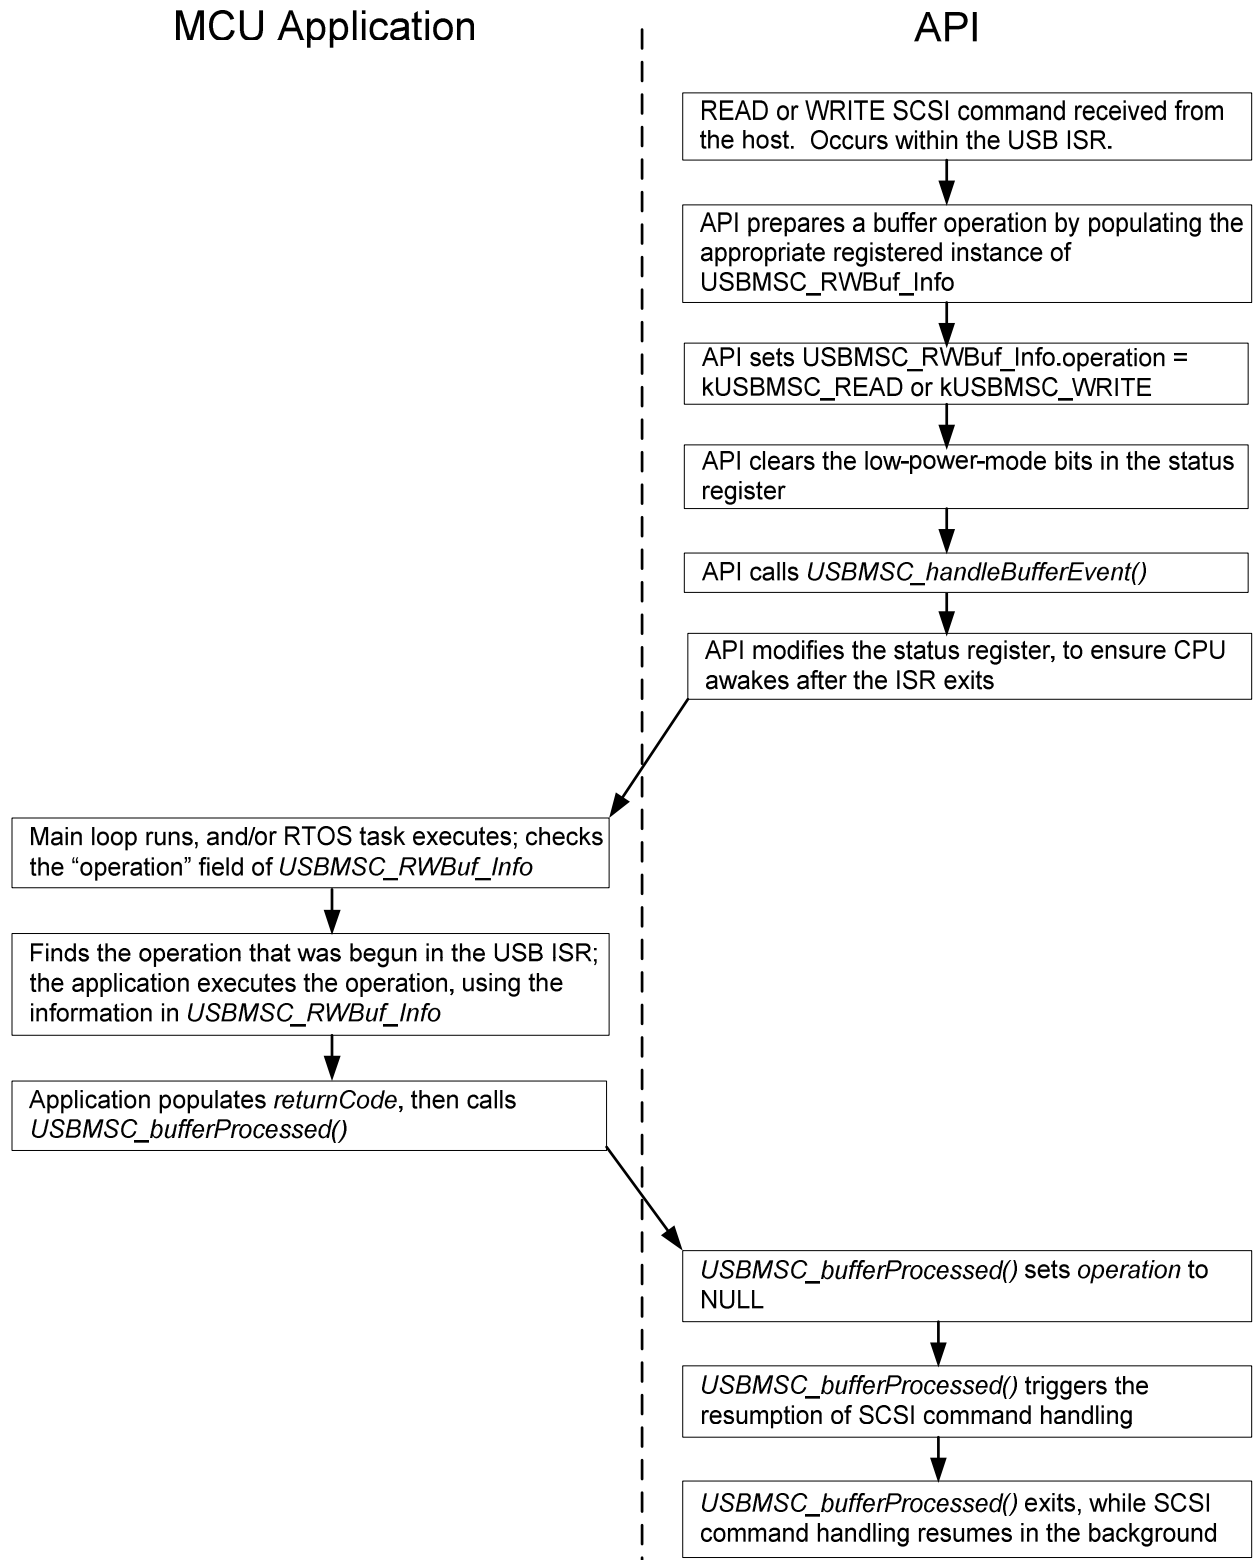 MCU Application
API
READ or WRITE SCSI command received from
the host.  Occurs within the USB ISR.
API prepares a buffer operation by populating the
appropriate registered instance of
USBMSC_RWBuf_Info
API sets USBMSC_RWBuf_Info.operation =
kUSBMSC_READ or kUSBMSC_WRITE
API clears the low-power-mode bits in the status
register
API calls USBMSC_handleBufferEvent()
API modifies the status register, to ensure CPU
awakes after the ISR exits
Main loop runs, and/or RTOS task executes; checks
the “operation” field of USBMSC_RWBuf_Info
Finds the operation that was begun in the USB ISR;
the application executes the operation, using the
information in USBMSC_RWBuf_Info
Application populates returnCode, then calls
USBMSC_bufferProcessed()
USBMSC_bufferProcessed() sets operation to
NULL
USBMSC_bufferProcessed() triggers the
resumption of SCSI command handling
USBMSC_bufferProcessed() exits, while SCSI
command handling resumes in the background